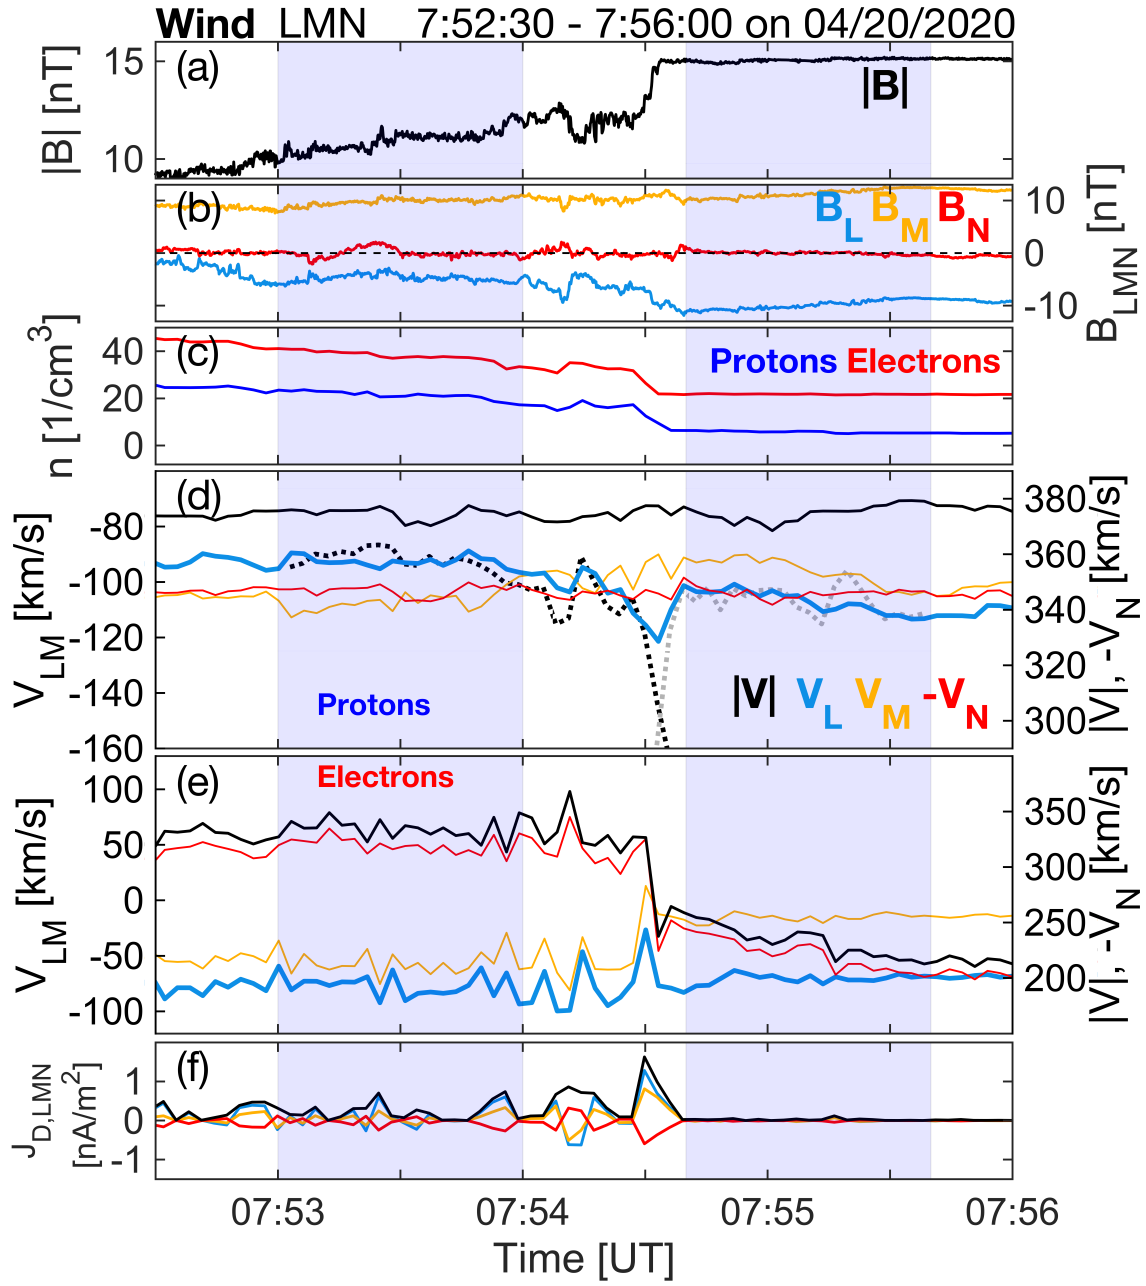 Wind LMN 7:52:30 - 7:56:00 on 04/20/2020
(a)
|B|
|B| [nT]
15
10
(b)
B_L B_M B_N
B_LMN [nT]
10
0
-10
(c)
Protons Electrons
n [1/cm^3]
40
20
0
(d)
V_LM [km/s]
-80
-100
-120
-140
-160
Protons
|V| V_L V_M -V_N
380
360
340
320
300
|V|, -V_N [km/s]
(e)
Electrons
V_LM [km/s]
100
50
0
-50
-100
350
300
250
200
|V|, -V_N [km/s]
(f)
J_D,LMN
[nA/m^2]
1
0
-1
07:53 07:54 07:55 07:56
Time [UT]